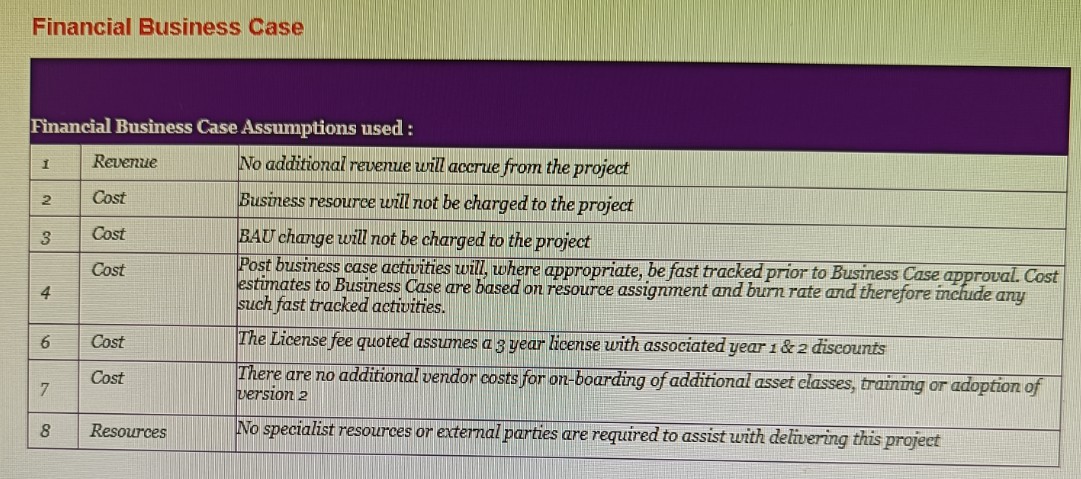 Financial Business Case
Financial Business Case Assumptions used :
1 Revenue No additional revenue will accrue from the project
2 Cost Business resource will not be charged to the project
3 Cost BAU change will not be charged to the project
4 Cost Post business case activities will, where appropriate, be fast tracked prior to Business Case approval. Cost
estimates to Business Case are based on resource assignment and burn rate and therefore include any
such fast tracked activities.
6 Cost The License fee quoted assumes a 3 year license with associated year 1 & 2 discounts
7 Cost There are no additional vendor costs for on-boarding of additional asset classes, training or adoption of
version 2
8 Resources No specialist resources or external parties are required to assist with delivering this project